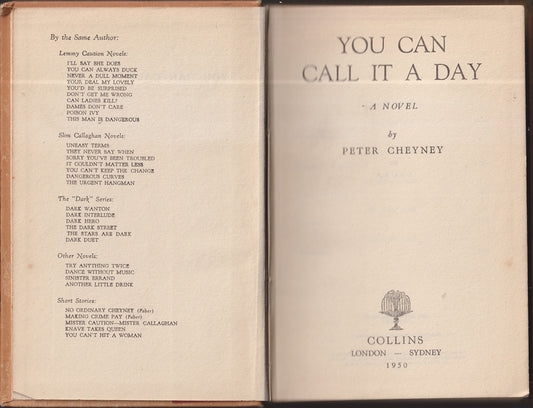 By the Same Author:
Lemmy Caution Novels:
I'LL SAY SHE DOES
YOU CAN ALWAYS DUCK
NEVER A DULL MOMENT
YOUR DEAL MY LOVELY
YOU'D BE SURPRISED
DON'T GET ME WRONG
CAN LADIES KILL?
DAMES DON'T CARE
POISON IVY
THIS MAN IS DANGEROUS
Slim Callaghan Novels:
UNEASY TERMS
THEY NEVER SAY WHEN
SORRY YOU'VE BEEN TROUBLED
IT COULDN'T MATTER LESS
YOU CAN'T KEEP THE CHANGE
DANGEROUS CURVES
THE URGENT HANGMAN
The "Dark" Series:
DARK WANTON
DARK INTERLUDE
DARK HERO
THE DARK STREET
THE STARS ARE DARK
DARK DUET
Other Novels:
TRY ANYTHING TWICE
DANCE WITHOUT MUSIC
SINISTER ERRAND
ANOTHER LITTLE DRINK
Short Stories:
NO ORDINARY CHEYNEY (Faber)
MAKING CRIME PAY (Faber)
MISTER CAUTION—MISTER CALLAGHAN
KNAVE TAKES QUEEN
YOU CAN'T HIT A WOMAN
YOU CAN
CALL IT A DAY
A NOVEL
by
PETER CHEYNEY
COLLINS
LONDON — SYDNEY
1950